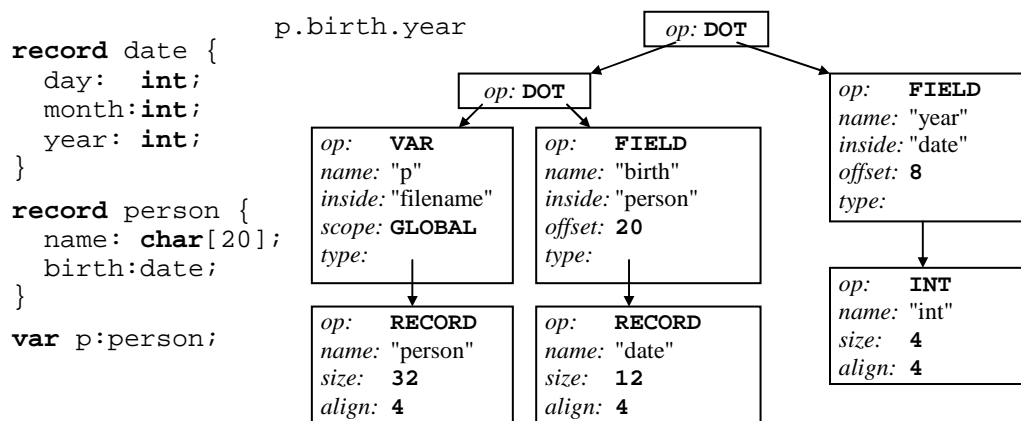 p.birth.year
record date {
day: int;
month:int;
year: int;
}
record person {
name: char[20];
birth:date;
}
var p:person;
op: DOT
op: DOT
op: VAR
name: "p"
inside: "filename"
scope: GLOBAL
type:
op: FIELD
name: "birth"
inside: "person"
offset: 20
type:
op: FIELD
name: "year"
inside: "date"
offset: 8
type:
op: RECORD
name: "person"
size: 32
align: 4
op: RECORD
name: "date"
size: 12
align: 4
op: INT
name: "int"
size: 4
align: 4